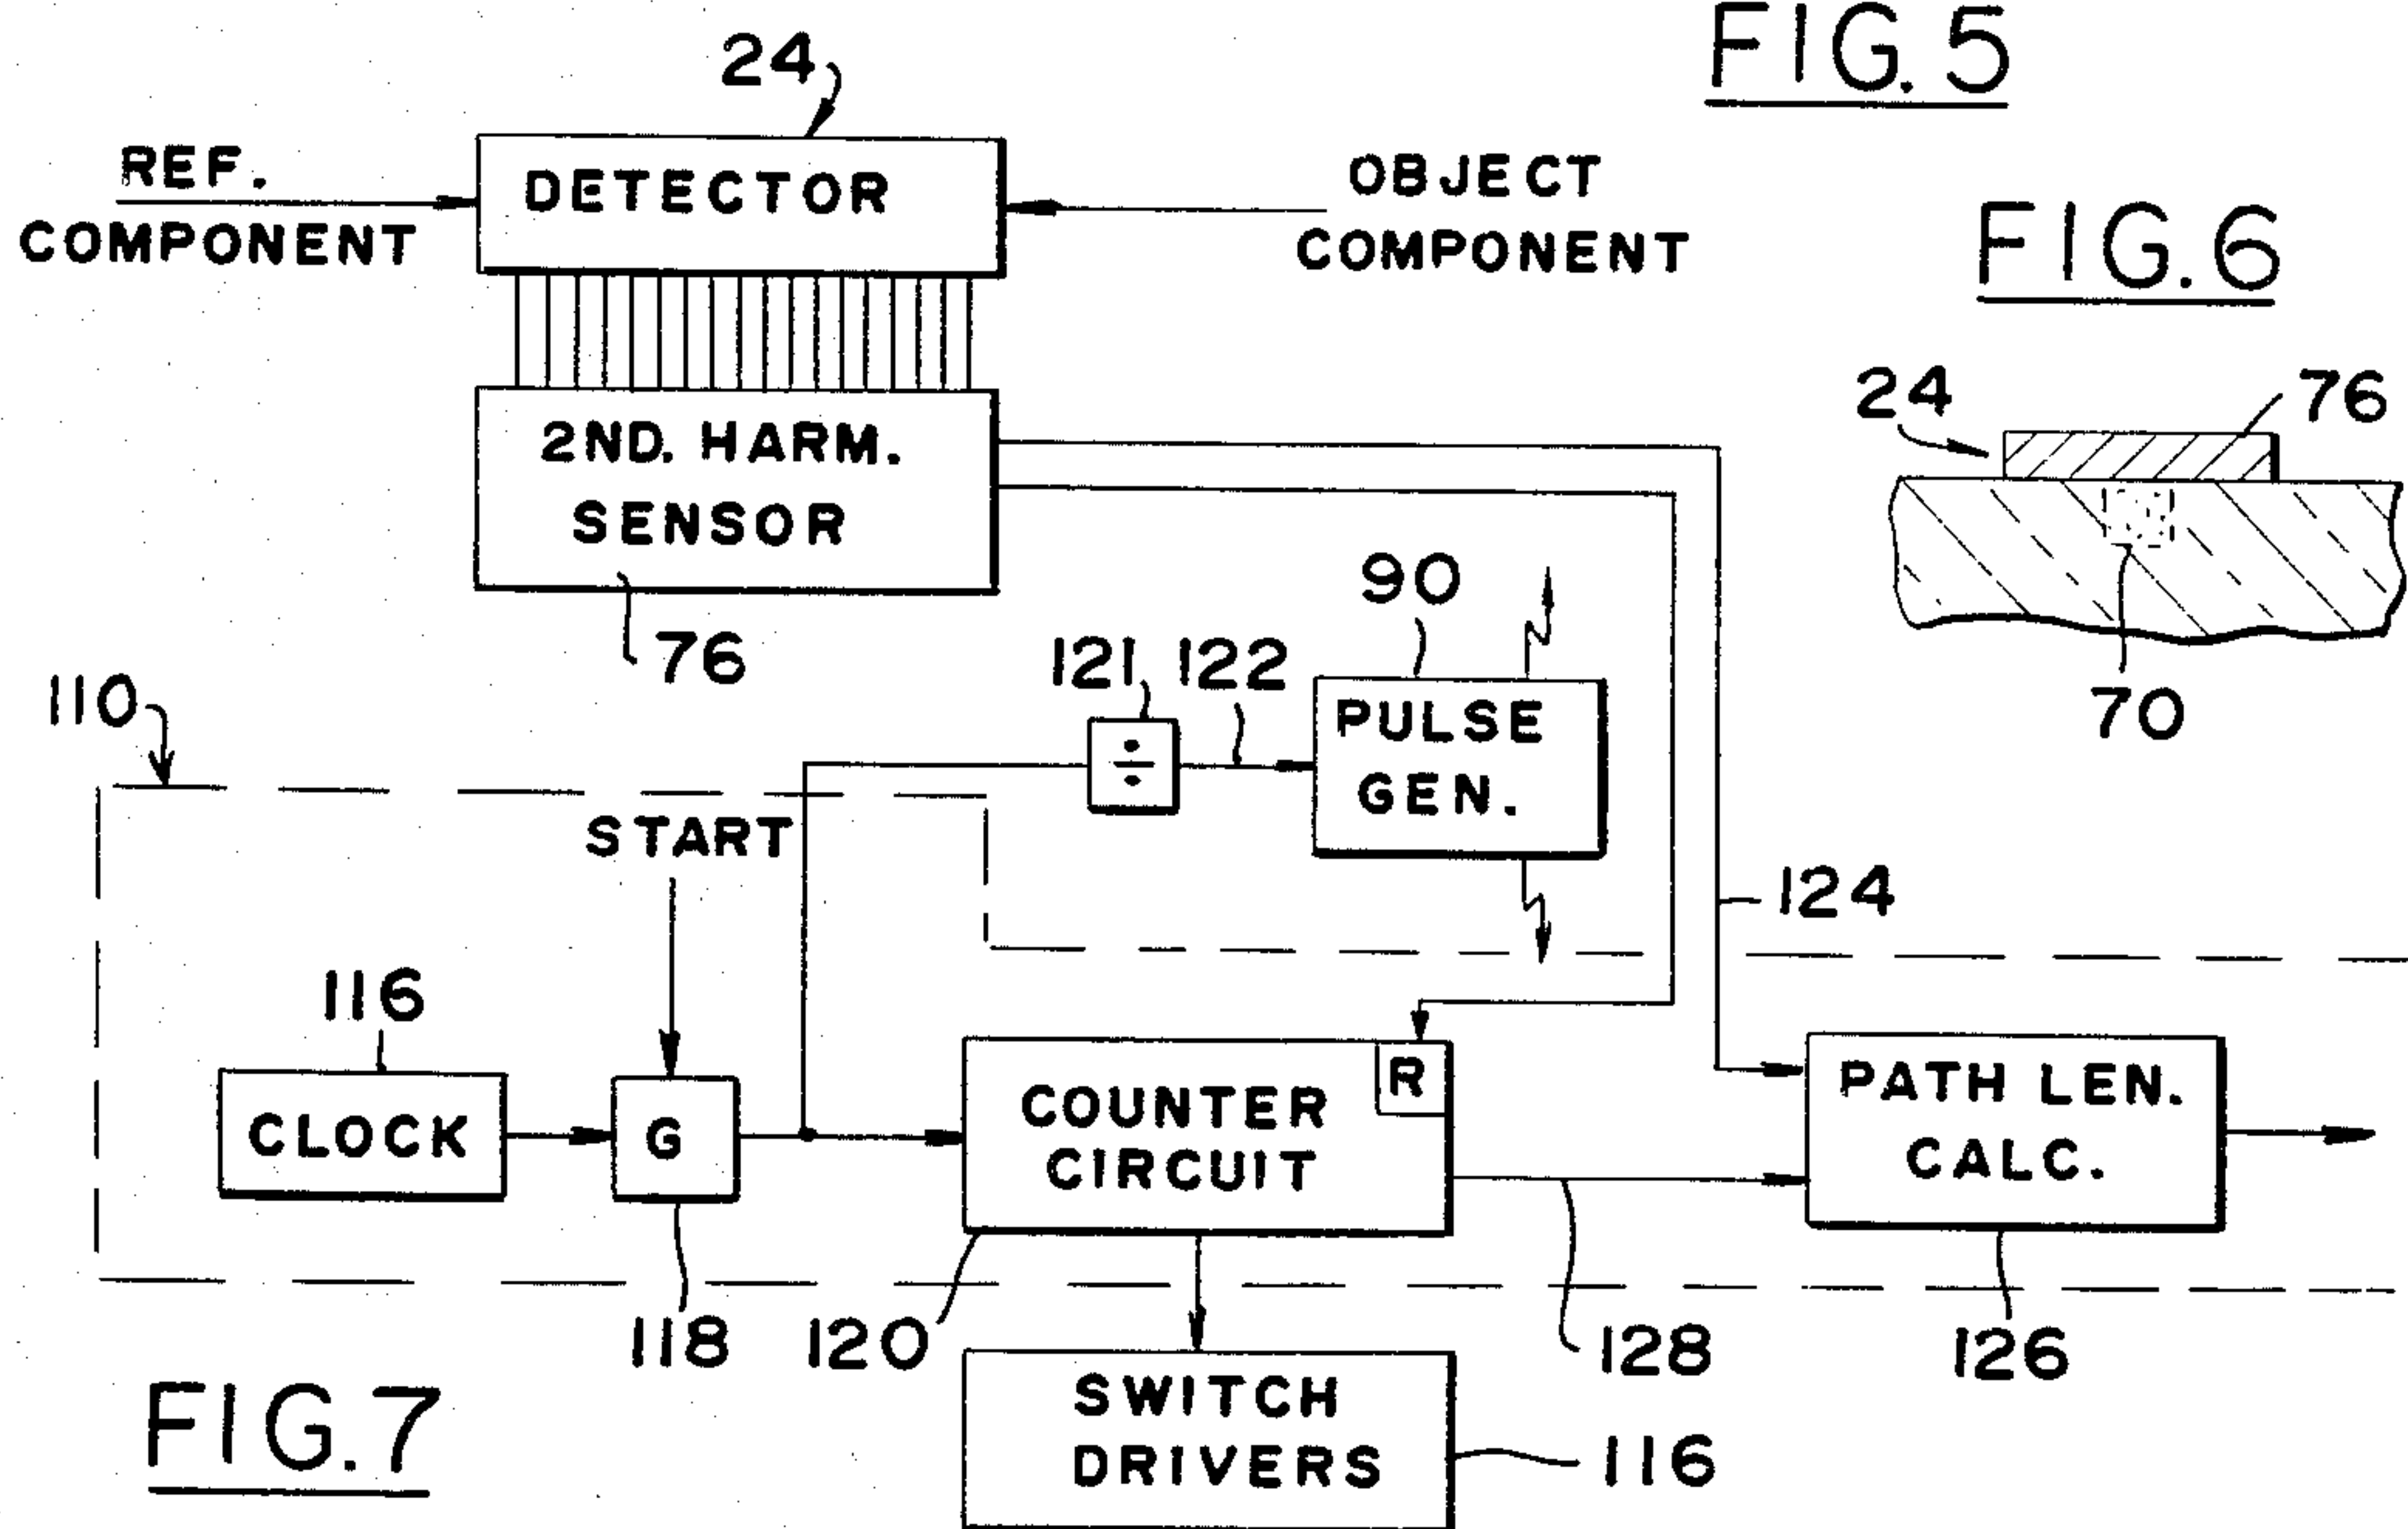 FIG. 5
24
REF.
COMPONENT
DETECTOR
OBJECT
COMPONENT
FIG. 6
2ND. HARM.
SENSOR
76
24
76
70
90
121
122
PULSE
GEN.
÷
110
START
124
116
CLOCK
G
COUNTER
CIRCUIT
R
PATH LEN.
CALC.
118
120
128
126
SWITCH
DRIVERS
116
FIG. 7